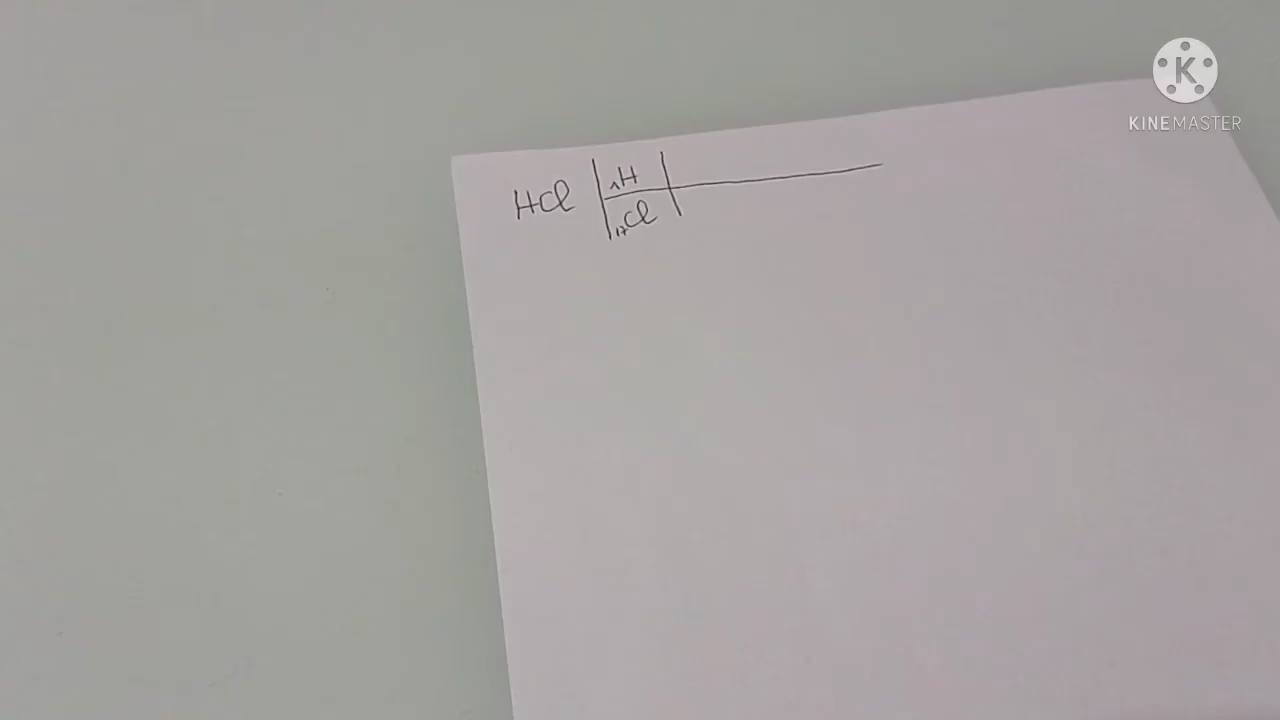 K
KINEMASTER
HCl
₁H
₁₇Cl